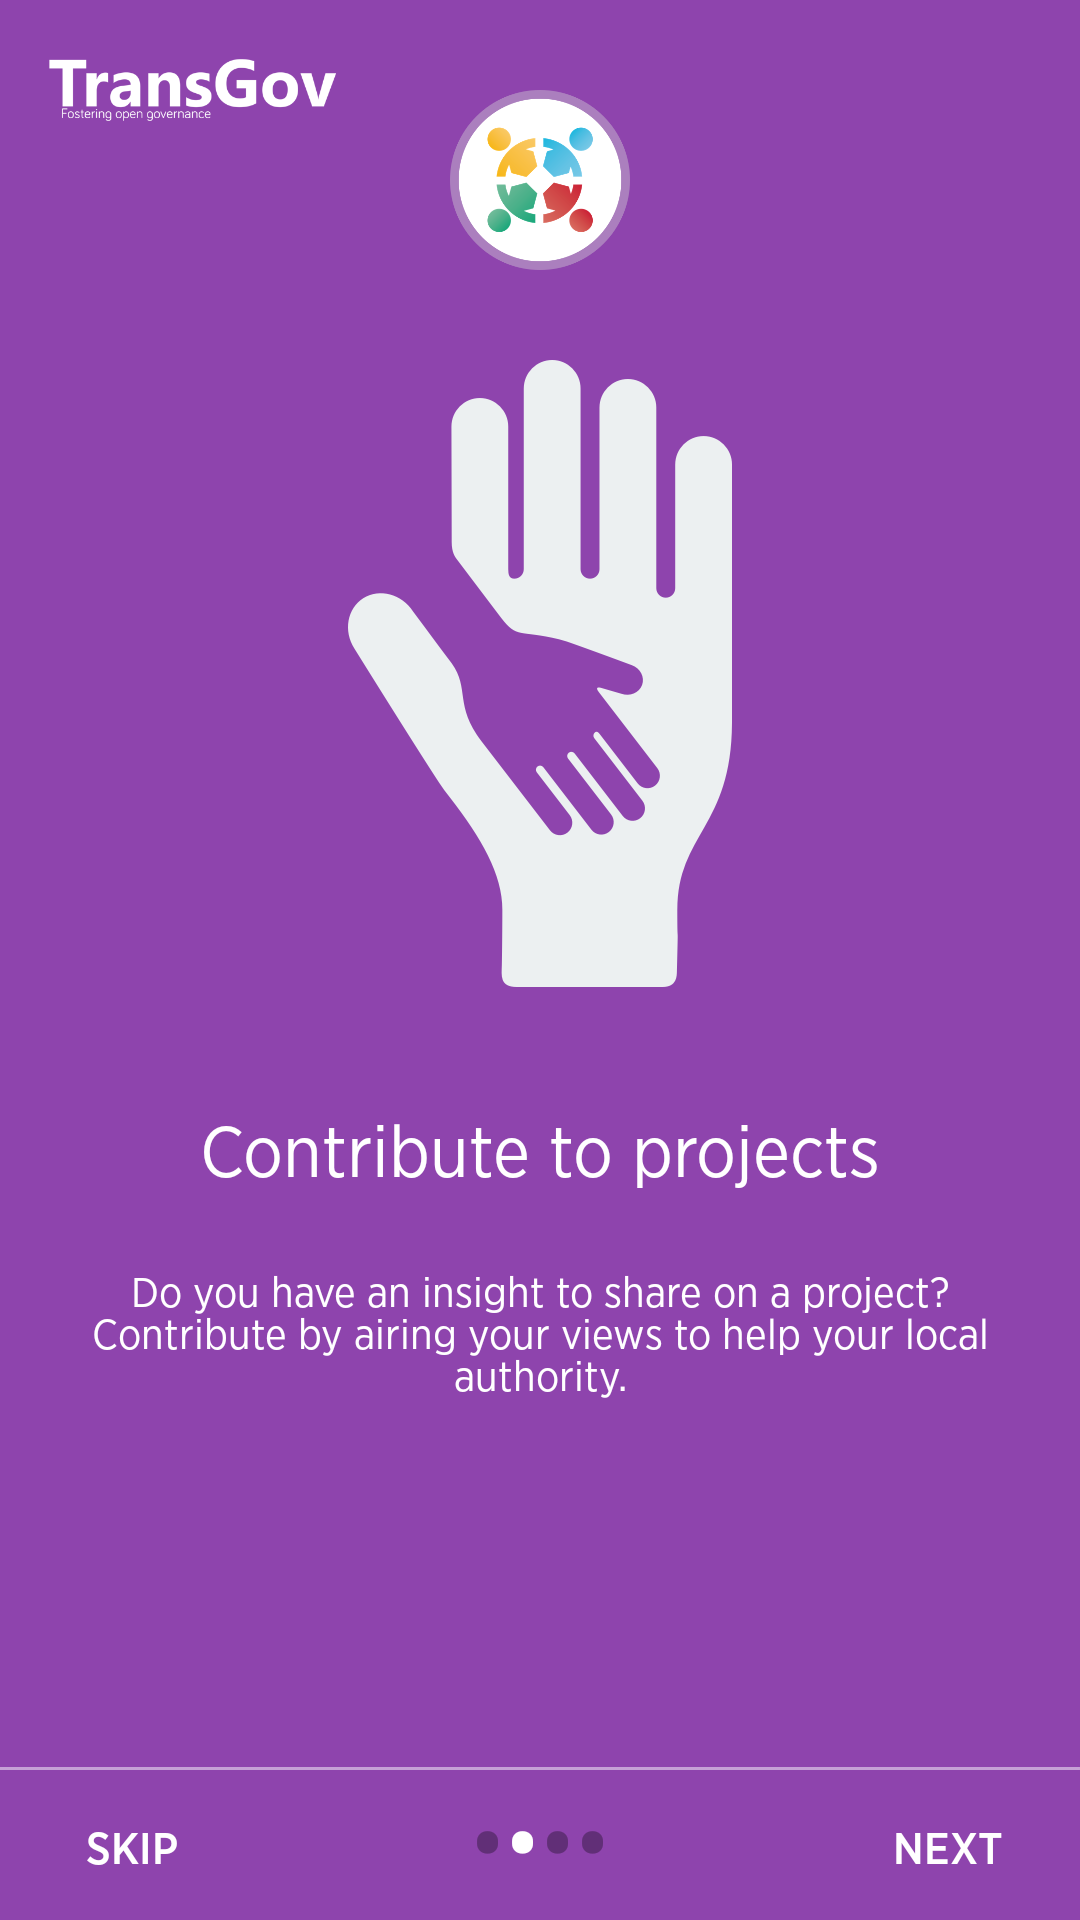 TransGov
Fostering open governance
Contribute to projects
Do you have an insight to share on a project?
Contribute by airing your views to help your local
authority.
SKIP
NEXT